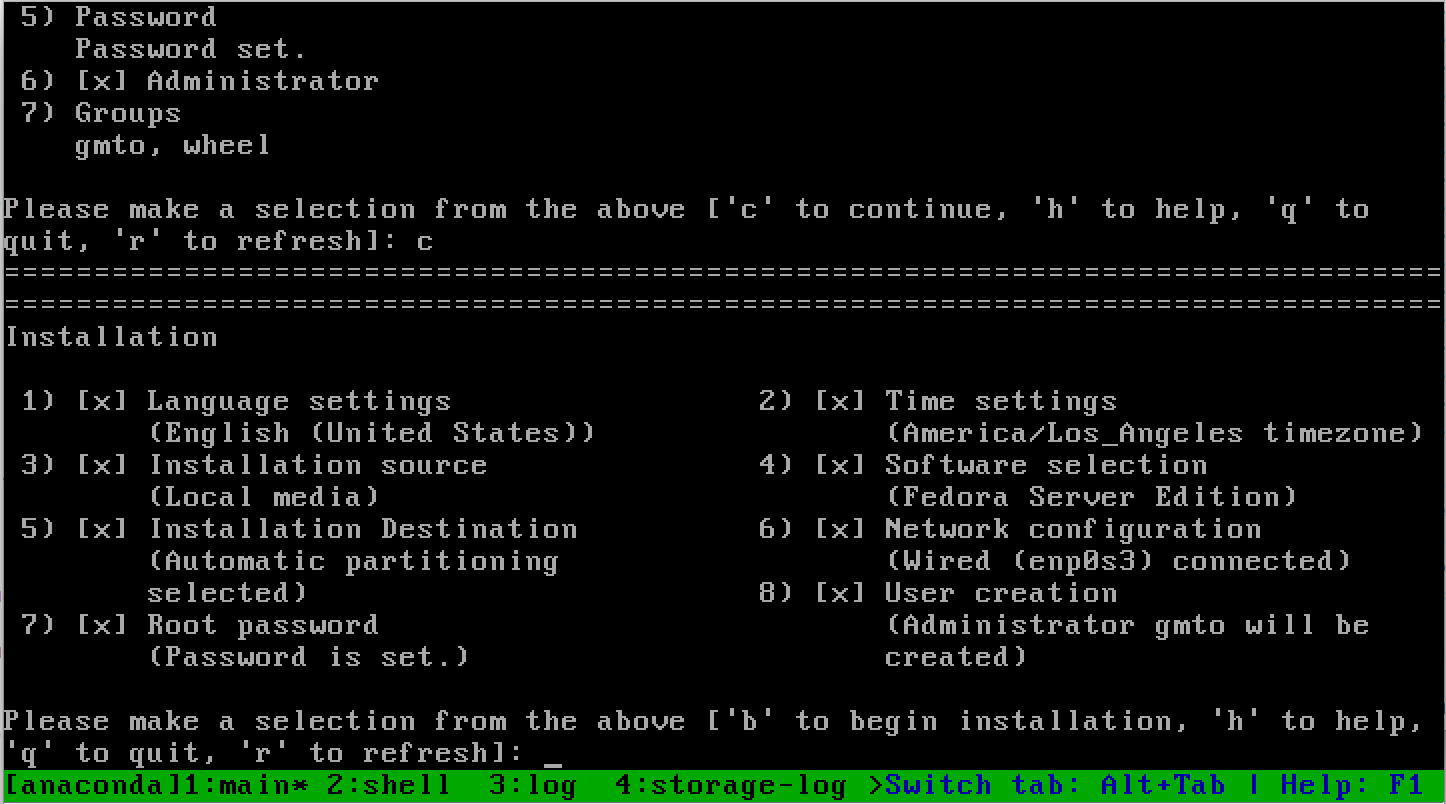 5) Password
Password set.
6) [x] Administrator
7) Groups
gmto, wheel
Please make a selection from the above ['c' to continue, 'h' to help, 'q' to
quit, 'r' to refresh]: c
================================================================================
================================================================================
Installation
1) [x] Language settings 2) [x] Time settings
(English (United States)) (America/Los_Angeles timezone)
3) [x] Installation source 4) [x] Software selection
(Local media) (Fedora Server Edition)
5) [x] Installation Destination 6) [x] Network configuration
(Automatic partitioning (Wired (enp0s3) connected)
selected) 8) [x] User creation
7) [x] Root password (Administrator gmto will be
(Password is set.) created)
Please make a selection from the above ['b' to begin installation, 'h' to help,
'q' to quit, 'r' to refresh]: _
[anaconda]1:main* 2:shell 3:log 4:storage-log >Switch tab: Alt+Tab | Help: F1